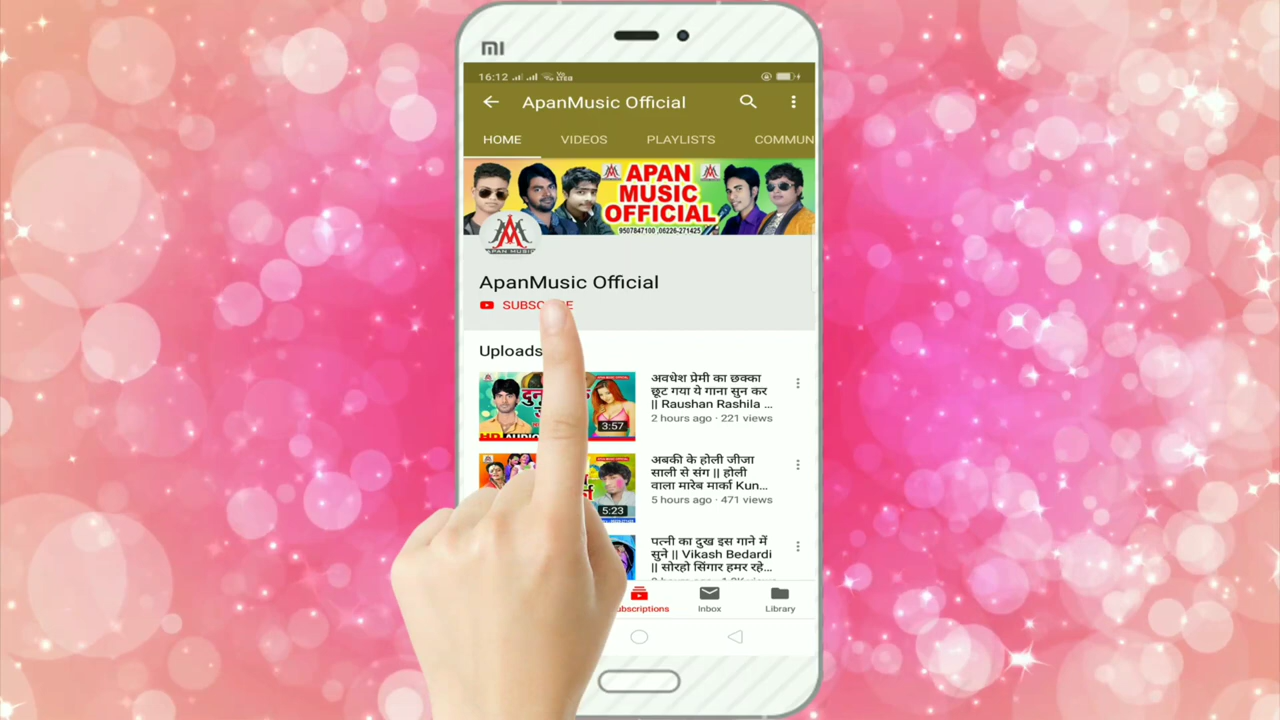 MI
16:12
ApanMusic Official
HOME VIDEOS PLAYLISTS COMMUN
APAN
MUSIC
OFFICIAL
9507847100 ,06226-271425
APAN MUSIC
ApanMusic Official
Uploads
3:57
अवधेश प्रेमी का छक्का
छूट गया ये गाना सुन कर
|| Raushan Rashila ...
2 hours ago · 221 views
5:23
अबकी के होली जीजा
साली से संग || होली
वाला मारेब मार्का Kun...
5 hours ago · 471 views
पत्नी का दुख इस गाने में
सुने || Vikash Bedardi
|| सोरहो सिंगार हमर रहे...
ubscriptions Inbox Library